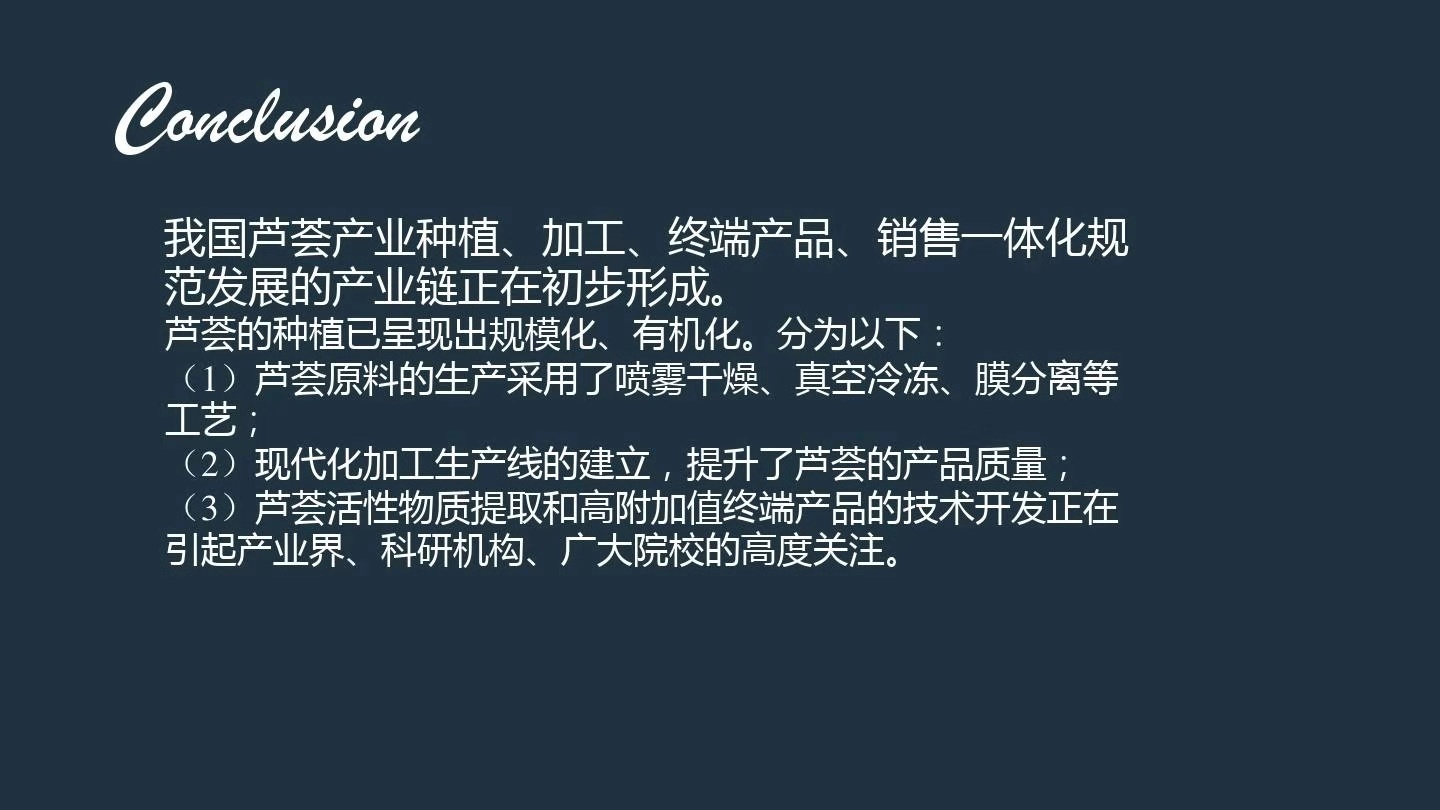 Conclusion
我国芦荟产业种植、加工、终端产品、销售一体化规
范发展的产业链正在初步形成。
芦荟的种植已呈现出规模化、有机化。分为以下：
（1）芦荟原料的生产采用了喷雾干燥、真空冷冻、膜分离等
工艺；
（2）现代化加工生产线的建立，提升了芦荟的产品质量；
（3）芦荟活性物质提取和高附加值终端产品的技术开发正在
引起产业界、科研机构、广大院校的高度关注。